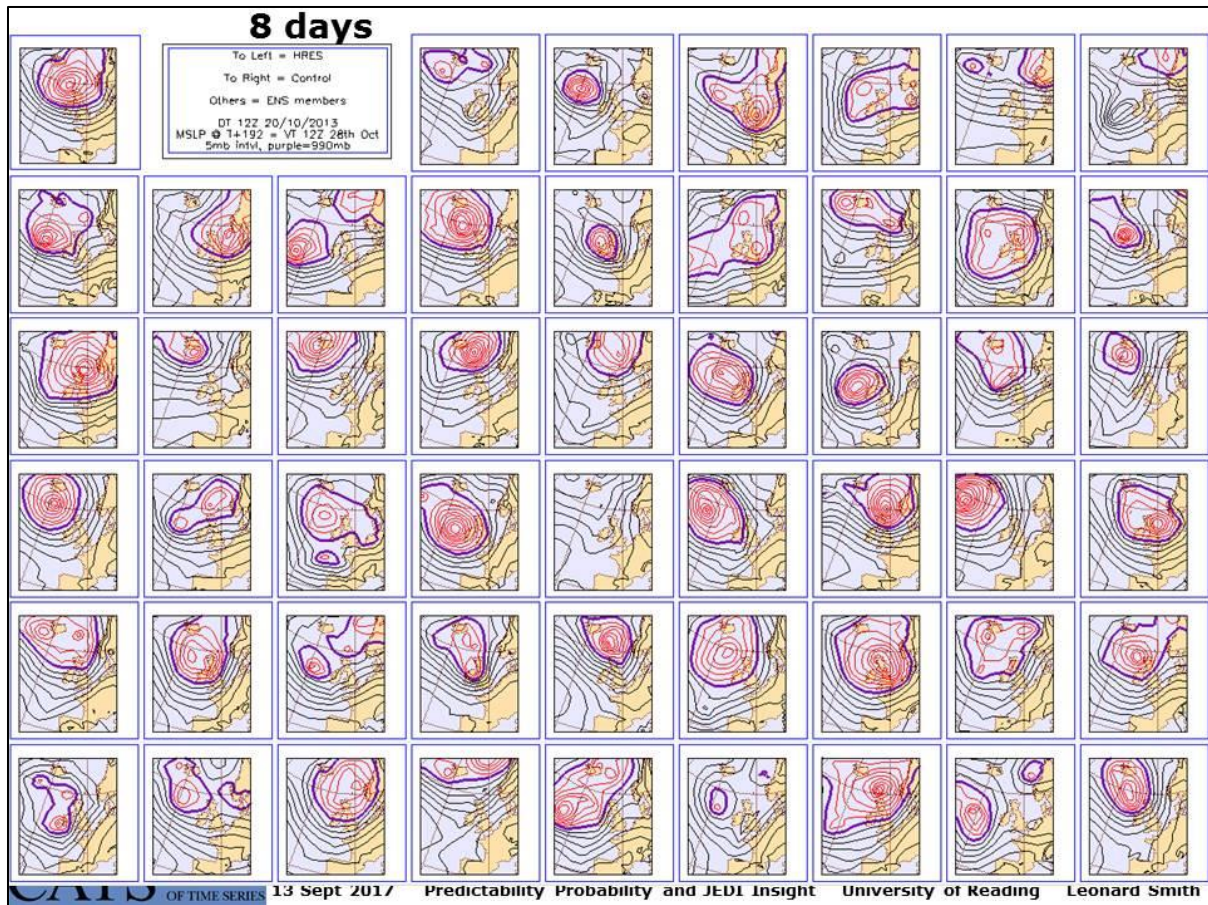 8 days
To Left = HRES
To Right = Control
Others = ENS members
DT 12Z 20/10/2013
MSLP @ T+192 = VT 12Z 28th Oct
5mb intvl, purple=990mb
CATS OF TIME SERIES 13 Sept 2017 Predictability Probability and JEDI Insight University of Reading Leonard Smith